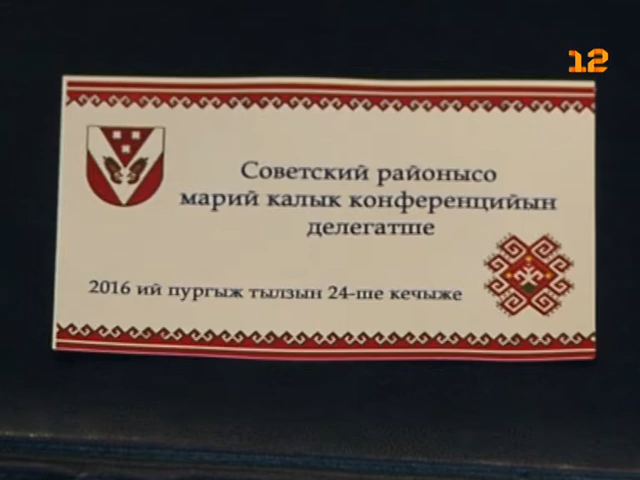 12
Советский районысо
марий калык конференцийын
делегатше
2016 ий пургыж тылзын 24-ше кечыже